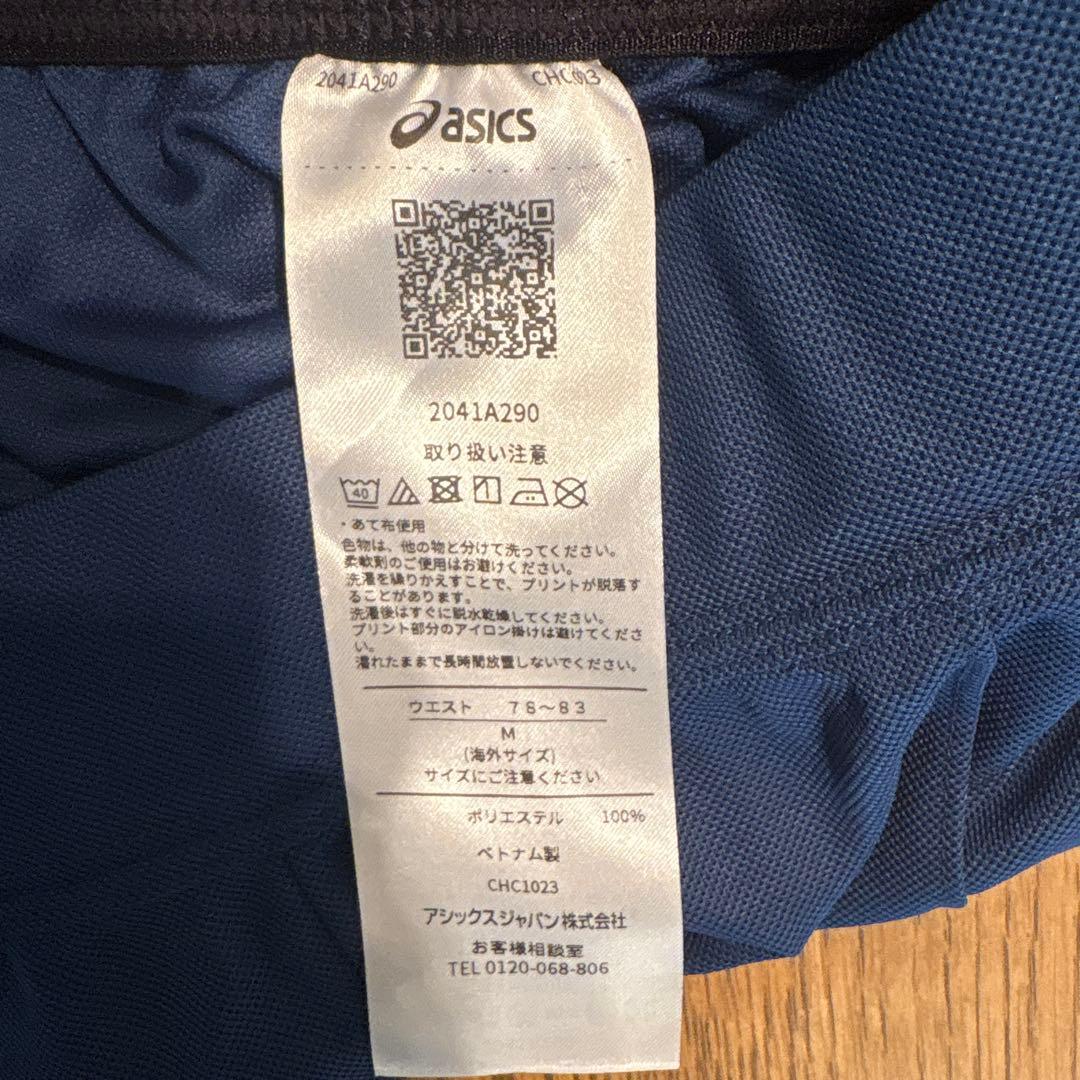 2041A290 CHC1023
asics
2041A290
取り扱い注意
40
・あて布使用
色物は、他の物と分けて洗ってください。
柔軟剤のご使用はお避けください。
洗濯を繰りかえすことで、プリントが脱落す
ることがあります。
洗濯後はすぐに脱水乾燥してください。
プリント部分のアイロン掛けは避けてくださ
い。
濡れたままで長時間放置しないでください。
ウエスト 78〜83
M
(海外サイズ)
サイズにご注意ください
ポリエステル 100%
ベトナム製
CHC1023
アシックスジャパン株式会社
お客様相談室
TEL 0120-068-806